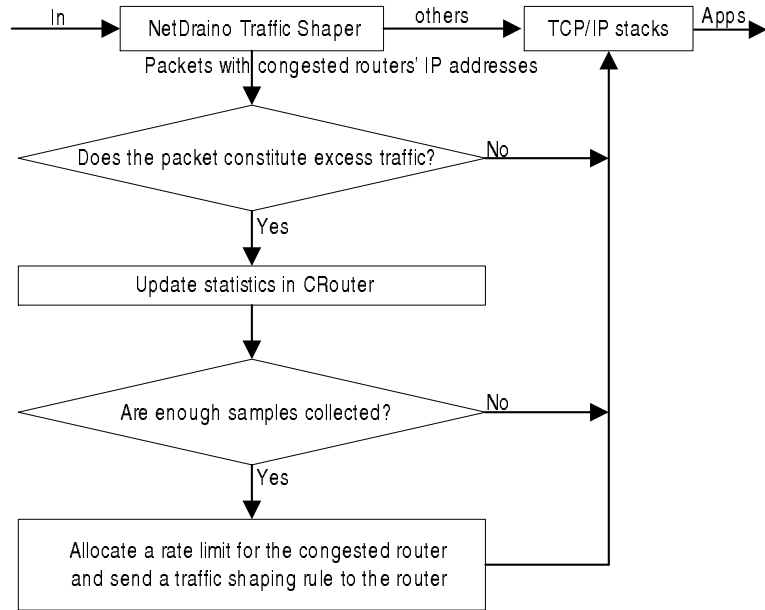 In
NetDraino Traffic Shaper
others
TCP/IP stacks
Apps
Packets with congested routers' IP addresses
Does the packet constitute excess traffic?
No
Yes
Update statistics in CRouter
Are enough samples collected?
No
Yes
Allocate a rate limit for the congested router
and send a traffic shaping rule to the router